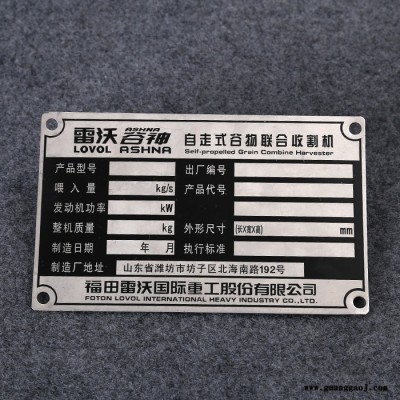 雷沃 谷神 ASHNA 自走式谷物联合收割机
LOVOL ASHNA Self-propelled Grain Combine Harvester
产品型号 出厂编号
喂入量 kg/s 产品代号
发动机功率 kW
整机质量 kg 外形尺寸 (长X宽X高) mm
制造日期 年 月 执行标准
制造厂地址 山东省潍坊市坊子区北海南路192号
福田雷沃国际重工股份有限公司
FOTON LOVOL INTERNATIONAL HEAVY INDUSTRY CO.,LTD.
www.guanggaoj.com